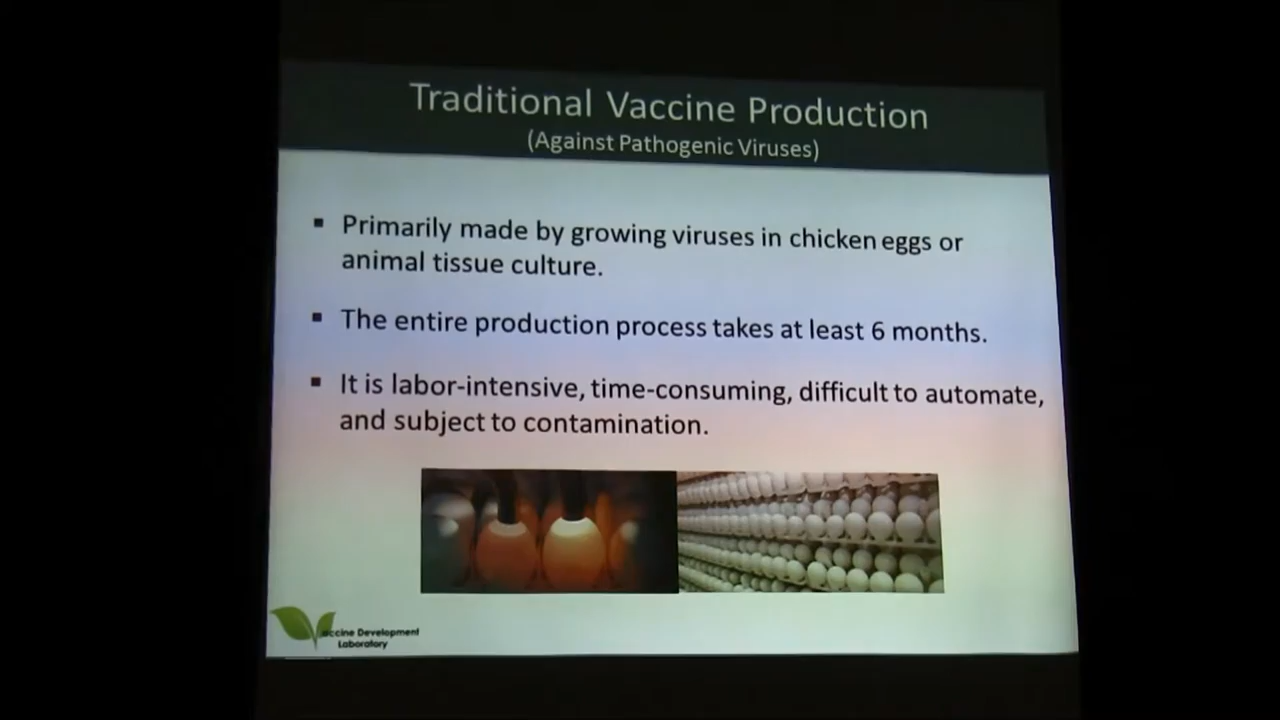 Traditional Vaccine Production
(Against Pathogenic Viruses)
▪ Primarily made by growing viruses in chicken eggs or
animal tissue culture.
▪ The entire production process takes at least 6 months.
▪ It is labor-intensive, time-consuming, difficult to automate,
and subject to contamination.
Vaccine Development
Laboratory